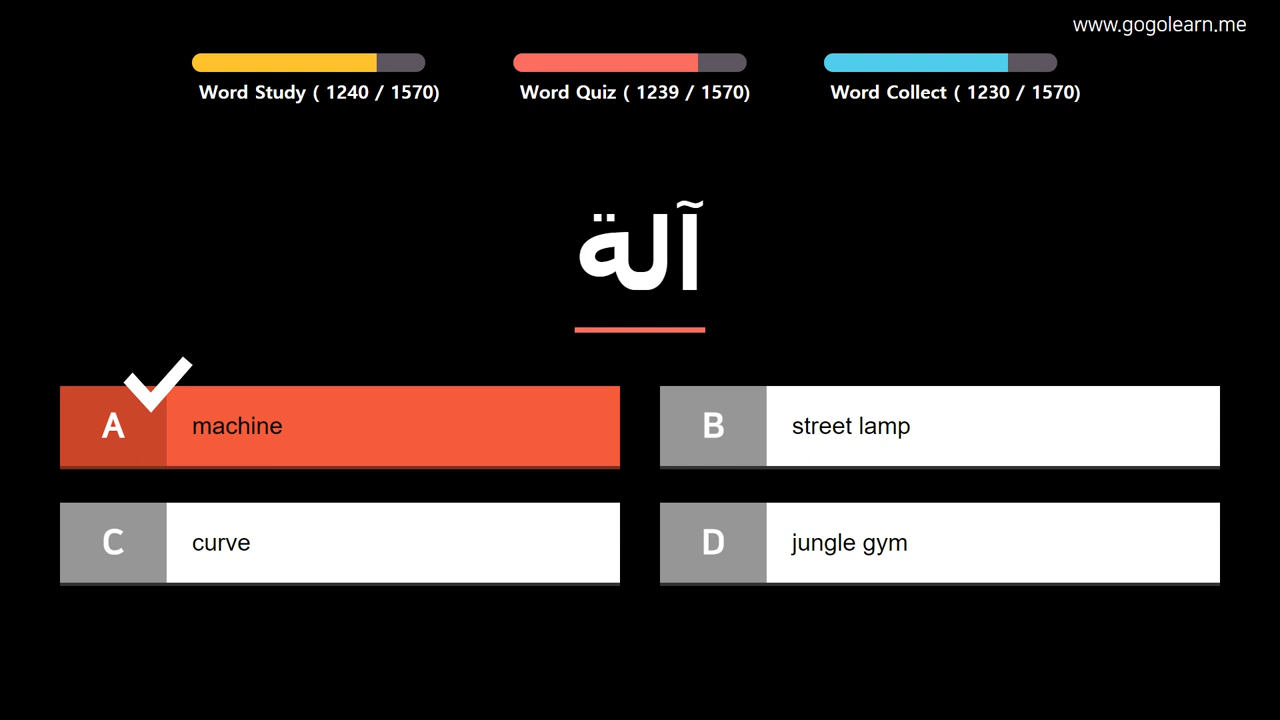 www.gogolearn.me
Word Study ( 1240 / 1570)
Word Quiz ( 1239 / 1570)
Word Collect ( 1230 / 1570)
آلة
A machine
B street lamp
C curve
D jungle gym